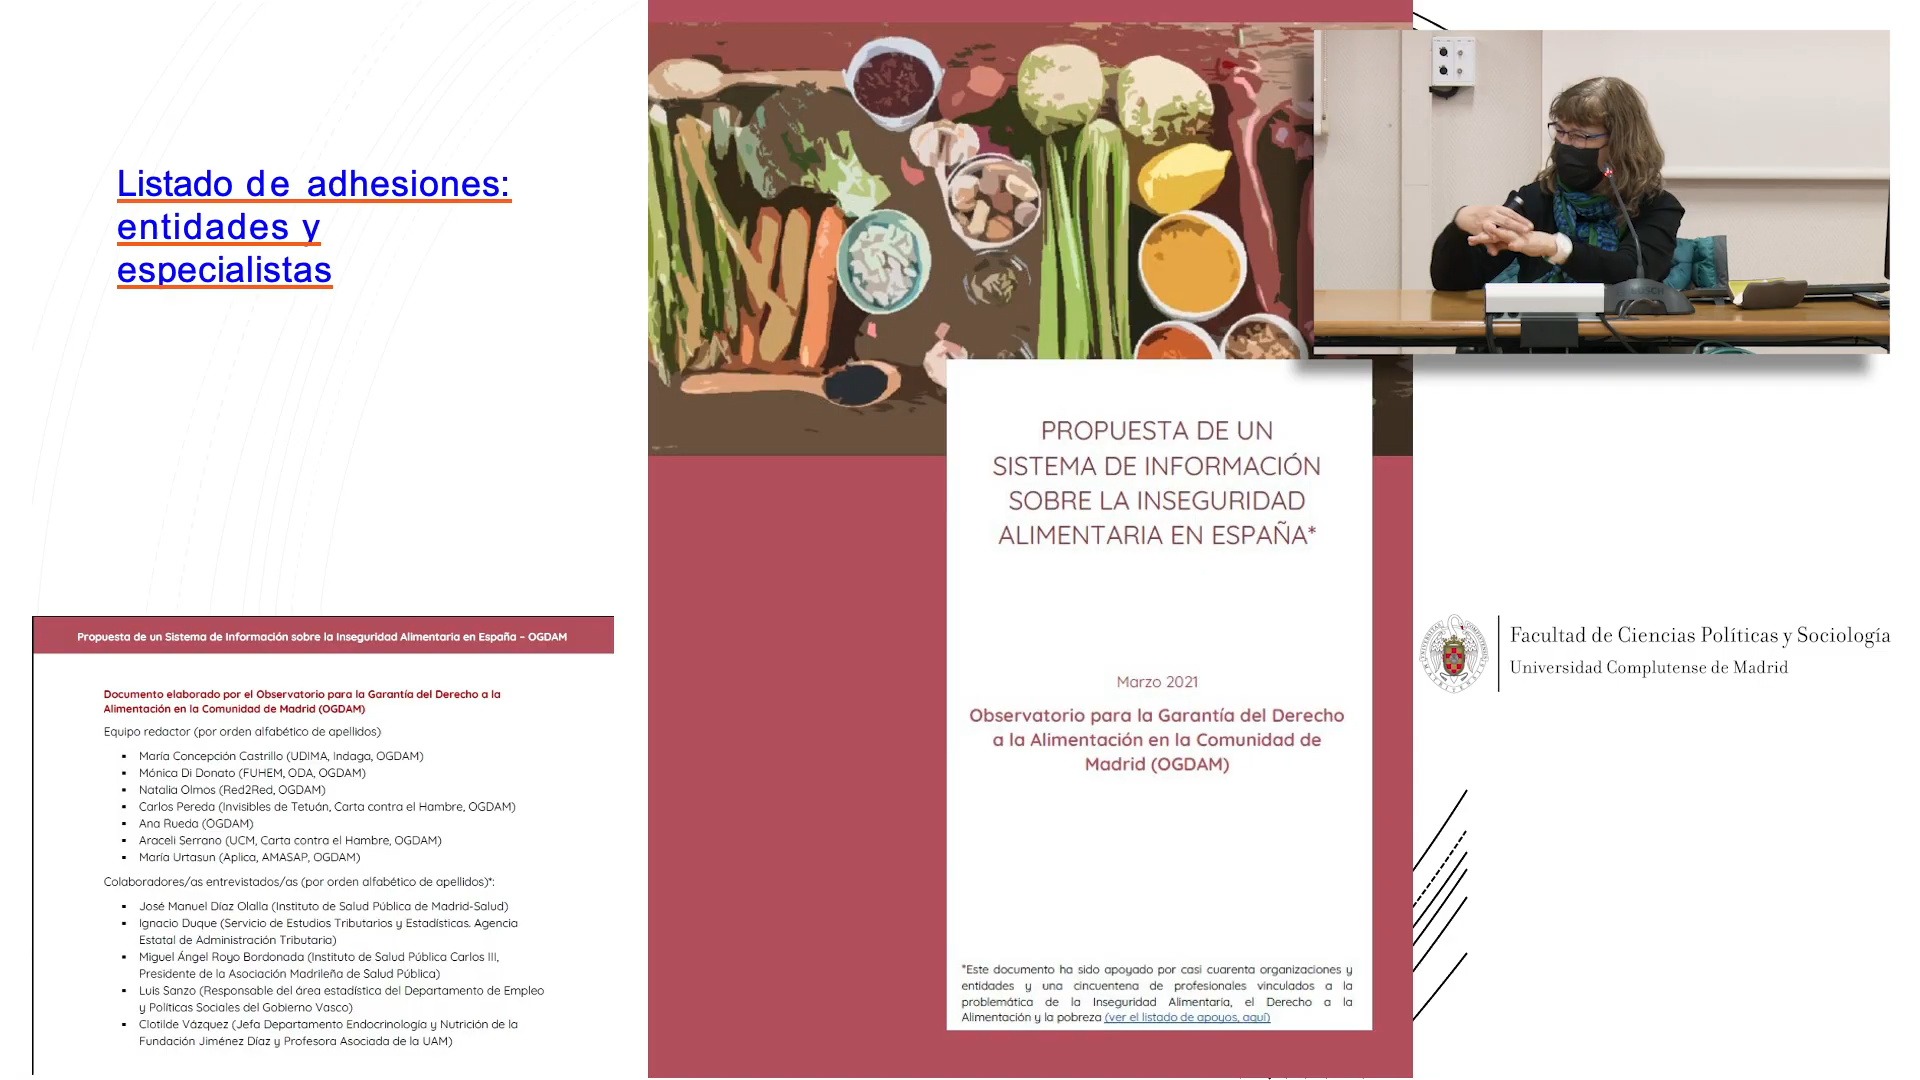 Listado de adhesiones:
entidades y
especialistas
Propuesta de un Sistema de Información sobre la Inseguridad Alimentaria en España – OGDAM
Documento elaborado por el Observatorio para la Garantía del Derecho a la
Alimentación en la Comunidad de Madrid (OGDAM)
Equipo redactor (por orden alfabético de apellidos)
▪ María Concepción Castrillo (UDIMA, Indaga, OGDAM)
▪ Mónica Di Donato (FUHEM, ODA, OGDAM)
▪ Natalia Olmos (Red2Red, OGDAM)
▪ Carlos Pereda (Invisibles de Tetuán, Carta contra el Hambre, OGDAM)
▪ Ana Rueda (OGDAM)
▪ Araceli Serrano (UCM, Carta contra el Hambre, OGDAM)
▪ María Urtasun (Aplica, AMASAP, OGDAM)
Colaboradores/as entrevistados/as (por orden alfabético de apellidos)*:
▪ José Manuel Díaz Olalla (Instituto de Salud Pública de Madrid-Salud)
▪ Ignacio Duque (Servicio de Estudios Tributarios y Estadísticas. Agencia
Estatal de Administración Tributaria)
▪ Miguel Ángel Royo Bordonada (Instituto de Salud Pública Carlos III,
Presidente de la Asociación Madrileña de Salud Pública)
▪ Luis Sanzo (Responsable del área estadística del Departamento de Empleo
y Políticas Sociales del Gobierno Vasco)
▪ Clotilde Vázquez (Jefa Departamento Endocrinología y Nutrición de la
Fundación Jiménez Díaz y Profesora Asociada de la UAM)
PROPUESTA DE UN
SISTEMA DE INFORMACIÓN
SOBRE LA INSEGURIDAD
ALIMENTARIA EN ESPAÑA*
Marzo 2021
Observatorio para la Garantía del Derecho
a la Alimentación en la Comunidad de
Madrid (OGDAM)
*Este documento ha sido apoyado por casi cuarenta organizaciones y
entidades y una cincuentena de profesionales vinculados a la
problemática de la Inseguridad Alimentaria, el Derecho a la
Alimentación y la pobreza (ver el listado de apoyos, aquí)
Facultad de Ciencias Políticas y Sociología
Universidad Complutense de Madrid